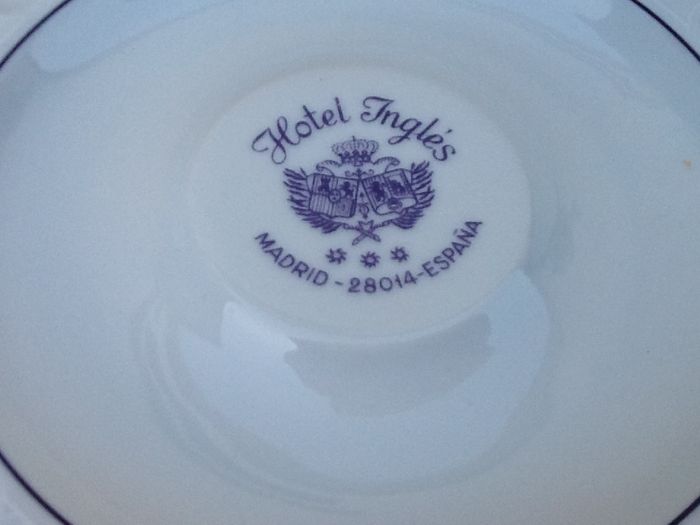 Hotel Inglés
MADRID - 28014 - ESPAÑA